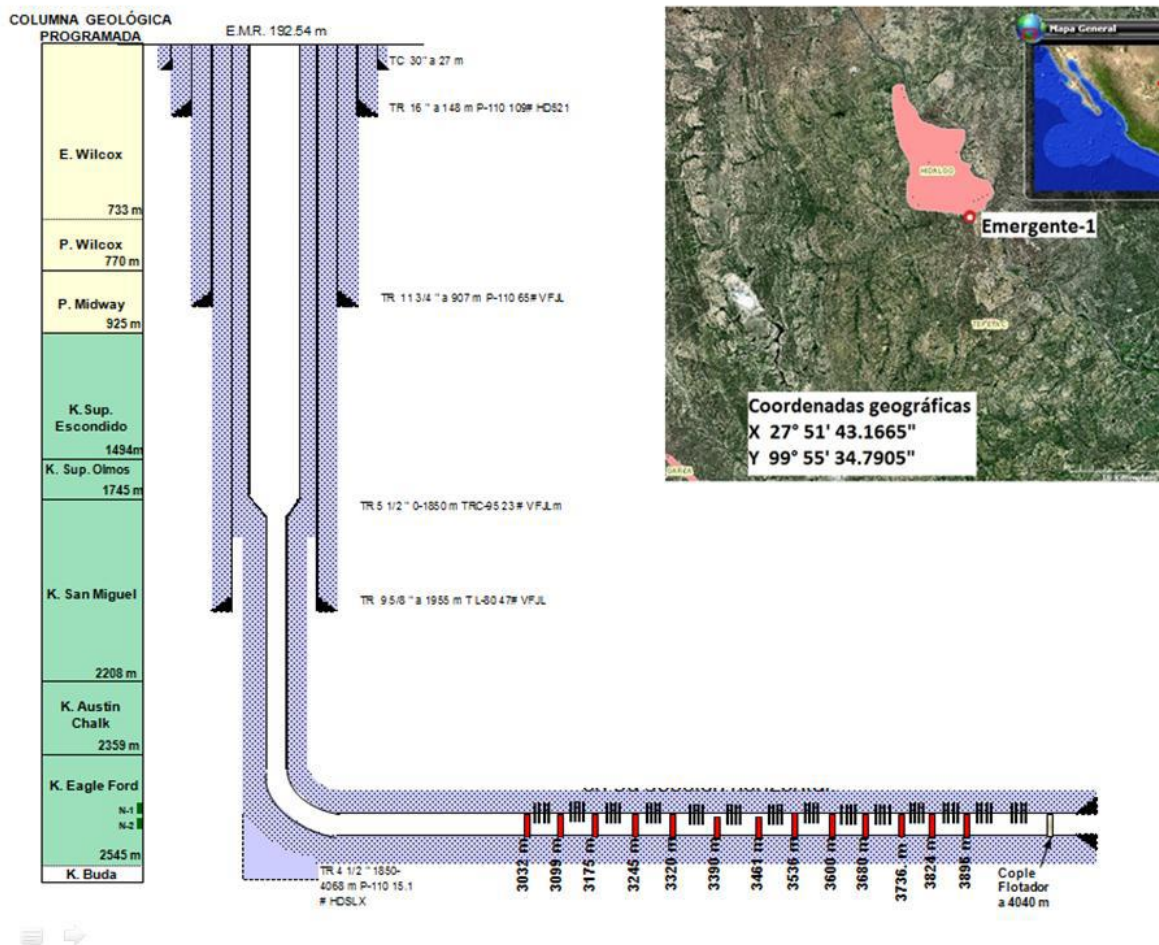 COLUMNA GEOLÓGICA
PROGRAMADA
E.M.R. 192.54 m
TC 30" a 27 m
TR 16 " a 148 m P-110 109# HD521
E. Wilcox
733 m
P. Wilcox
770 m
P. Midway
925 m
TR 11 3/4 " a 907 m P-110 65# VFJL
K. Sup.
Escondido
1494m
K. Sup. Olmos
1745 m
TR 5 1/2 " 0-1850 m TRC-95 23 # VFJL m
K. San Miguel
TR 9 5/8 " a 1955 m T L-80 47# VFJL
2208 m
K. Austin
Chalk
2359 m
K. Eagle Ford
N-1
N-2
2545 m
K. Buda
TR 4 1/2 " 1850-
4068 m P-110 15.1
# HDSLX
3032 m
3099 m
3175 m
3245 m
3320 m
3390 m
3461 m
3536 m
3600 m
3680 m
3736. m
3824 m
3896 m
Cople
Flotador
a 4040 m
Mapa General
HIDALGO
Emergente-1
TEPETAC
Coordenadas geográficas
X 27° 51' 43.1665"
Y 99° 55' 34.7905"